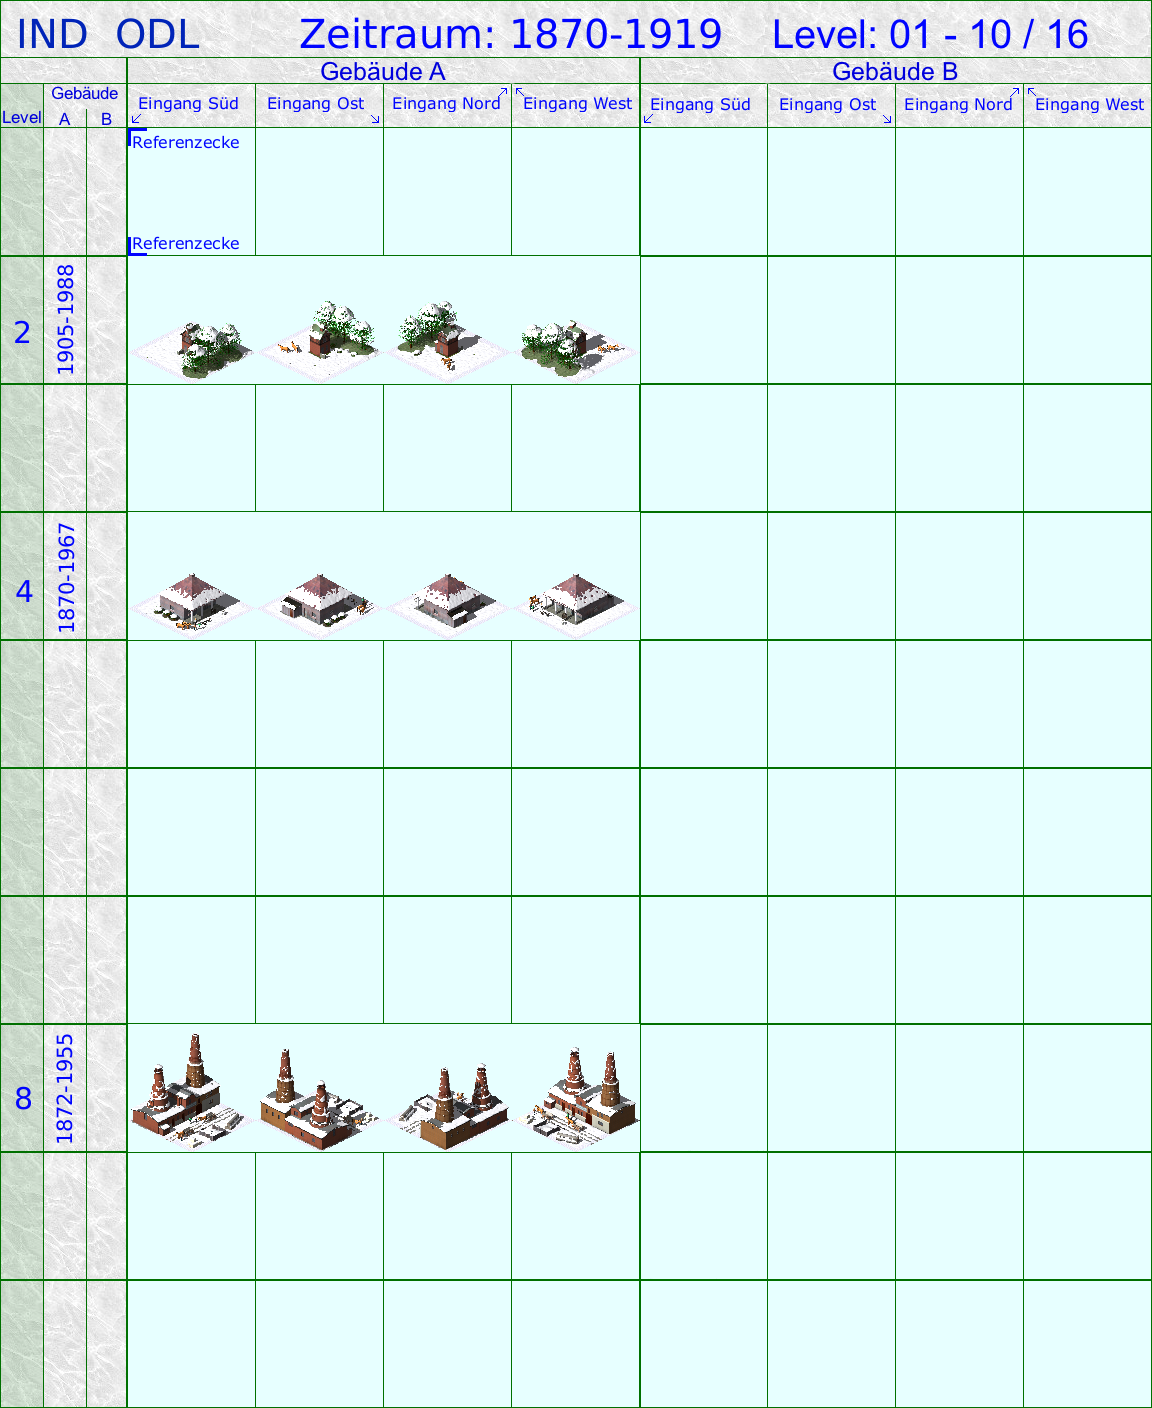 IND ODL Zeitraum: 1870-1919 Level: 01 - 10 / 16
Gebäude A Gebäude B
Level Gebäude A B Eingang Süd Eingang Ost Eingang Nord Eingang West Eingang Süd Eingang Ost Eingang Nord Eingang West
Referenzecke
Referenzecke
2 1905-1988
4 1870-1967
8 1872-1955